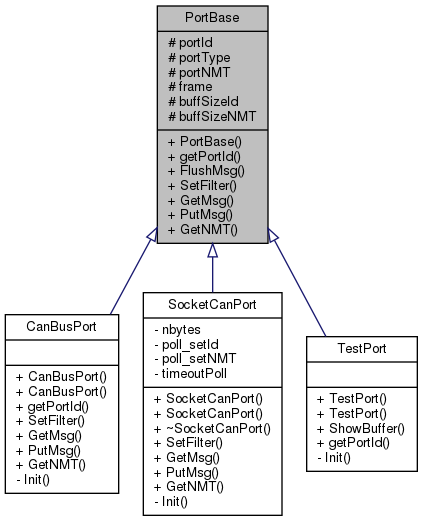 PortBase
# portId
# portType
# portNMT
# frame
# buffSizeId
# buffSizeNMT
+ PortBase()
+ getPortId()
+ FlushMsg()
+ SetFilter()
+ GetMsg()
+ PutMsg()
+ GetNMT()
CanBusPort
+ CanBusPort()
+ CanBusPort()
+ getPortId()
+ SetFilter()
+ GetMsg()
+ PutMsg()
+ GetNMT()
- Init()
SocketCanPort
- nbytes
- poll_setId
- poll_setNMT
- timeoutPoll
+ SocketCanPort()
+ SocketCanPort()
+ ~SocketCanPort()
+ SetFilter()
+ GetMsg()
+ PutMsg()
+ GetNMT()
- Init()
TestPort
+ TestPort()
+ TestPort()
+ ShowBuffer()
+ getPortId()
- Init()